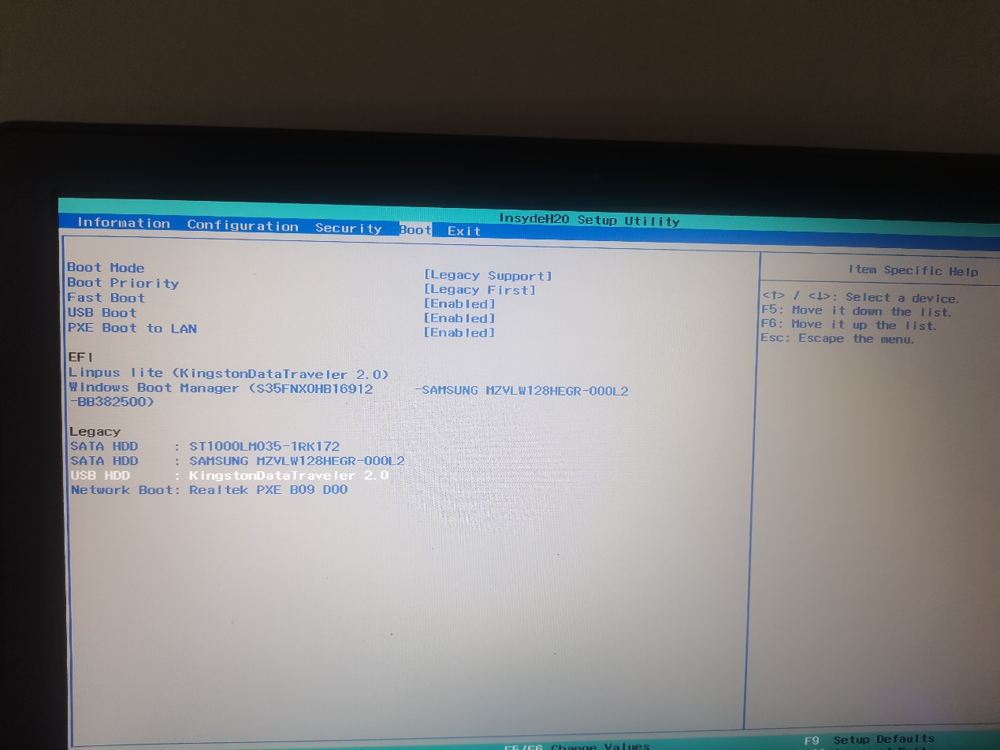 InsydeH20 Setup Utility
Information Configuration Security Boot Exit
Boot Mode [Legacy Support]
Boot Priority [Legacy First]
Fast Boot [Enabled]
USB Boot [Enabled]
PXE Boot to LAN [Enabled]
EFI
Linpus lite (KingstonDataTraveler 2.0)
Windows Boot Manager (S35FNX0HB16912 -SAMSUNG MZVLW128HEGR-000L2
-BB382500)
Legacy
SATA HDD : ST1000LM035-1RK172
SATA HDD : SAMSUNG MZVLW128HEGR-000L2
USB HDD : KingstonDataTraveler 2.0
Network Boot: Realtek PXE B09 D00
Item Specific Help
<↑> / <↓>: Select a device.
F5: Move it down the list.
F6: Move it up the list.
Esc: Escape the menu.
F5/F6 Change Values
F9 Setup Defaults